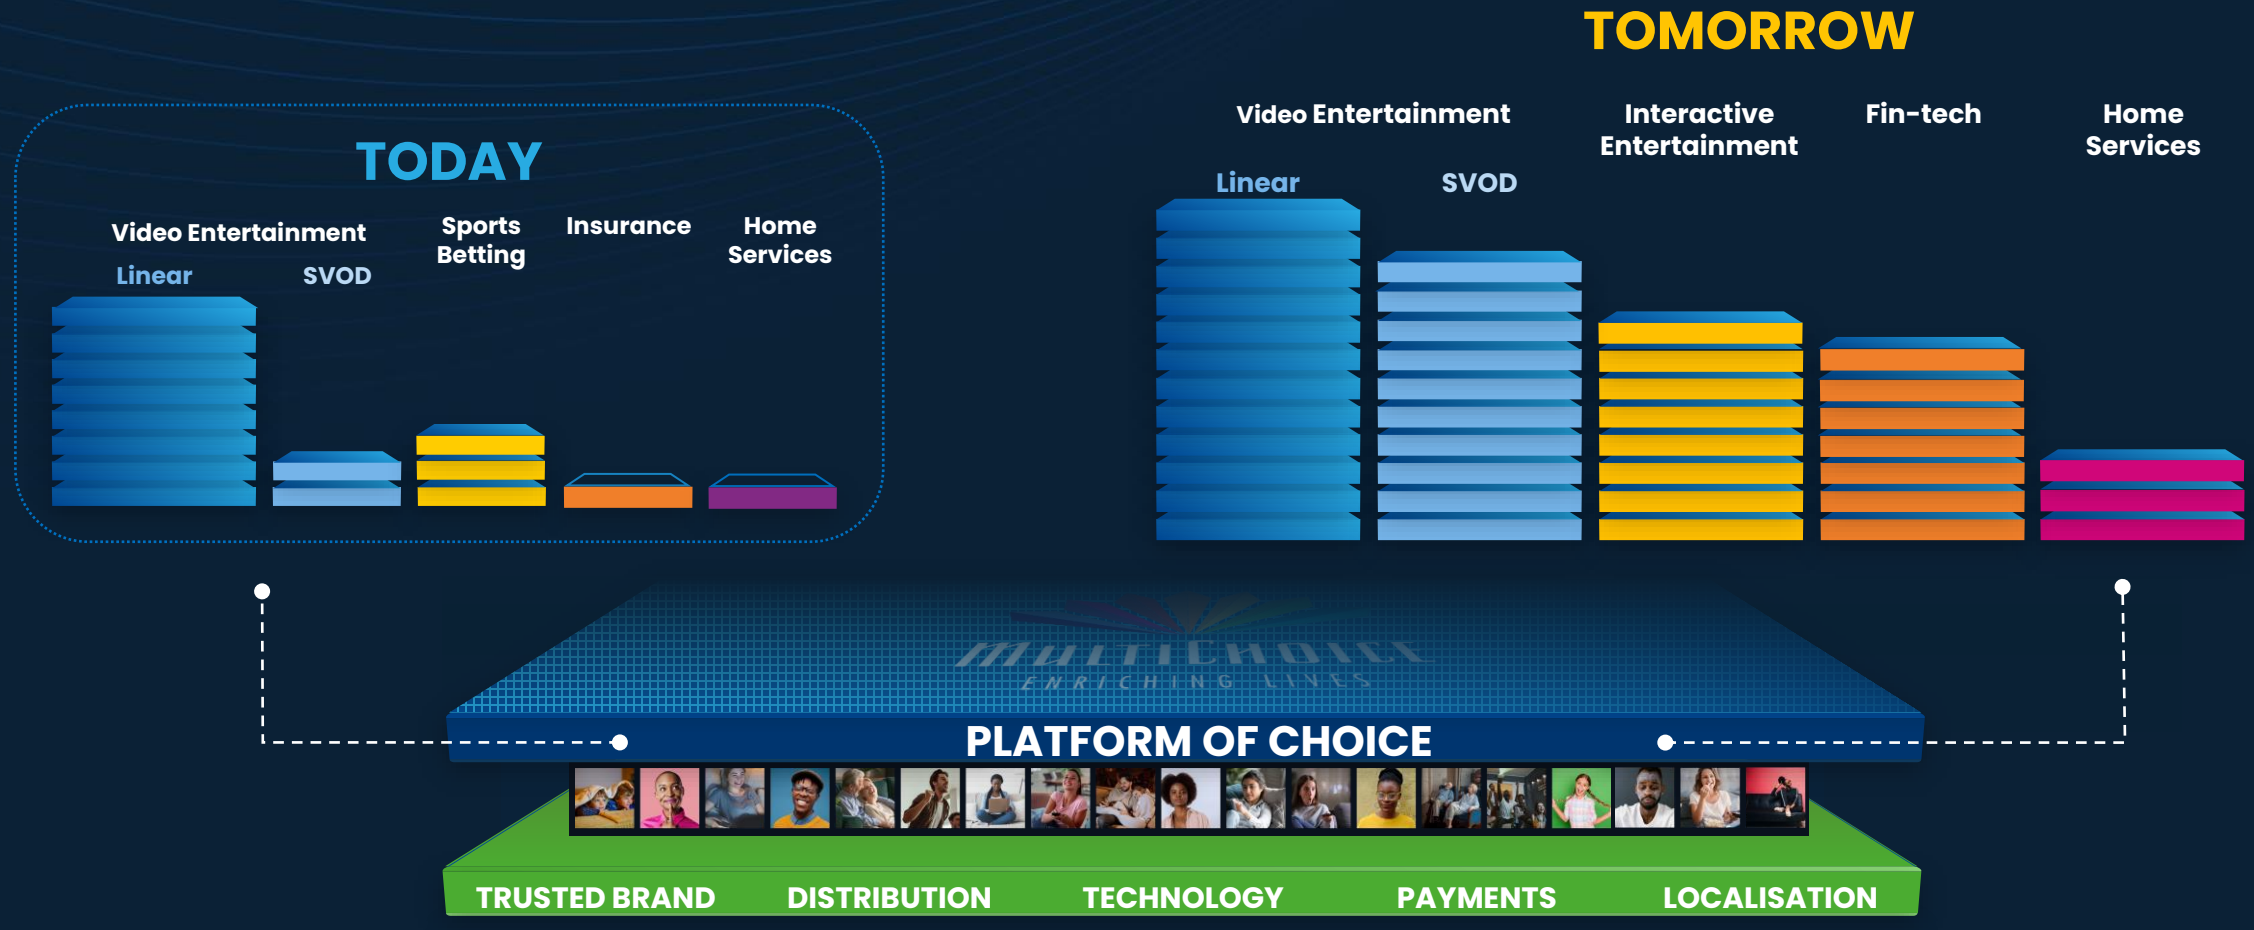 TOMORROW
Video Entertainment
Interactive
Entertainment
Fin-tech
Home
Services
Linear
SVOD
TODAY
Video Entertainment
Sports
Betting
Insurance
Home
Services
Linear
SVOD
MULTICHOICE
ENRICHING LIVES
PLATFORM OF CHOICE
TRUSTED BRAND
DISTRIBUTION
TECHNOLOGY
PAYMENTS
LOCALISATION